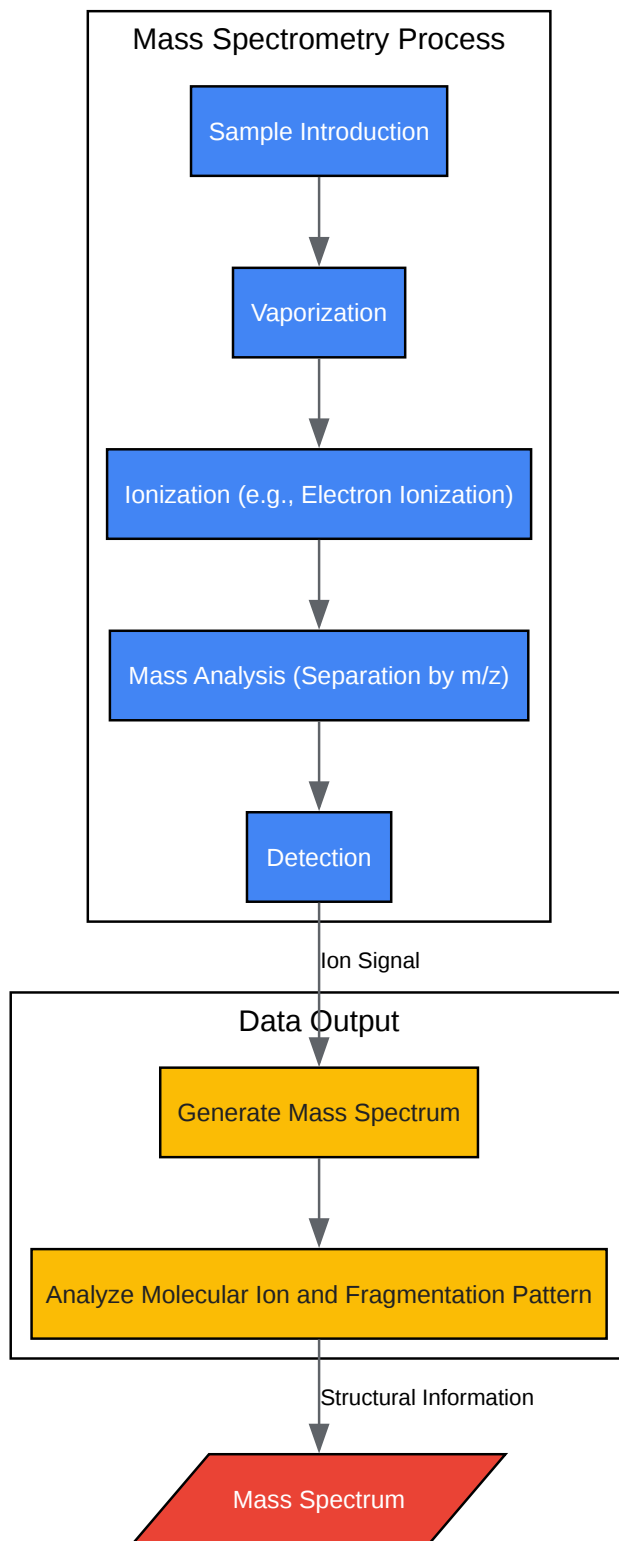 Mass Spectrometry Process
Sample Introduction
Vaporization
Ionization (e.g., Electron Ionization)
Mass Analysis (Separation by m/z)
Detection
Ion Signal
Data Output
Generate Mass Spectrum
Analyze Molecular Ion and Fragmentation Pattern
Structural Information
Mass Spectrum